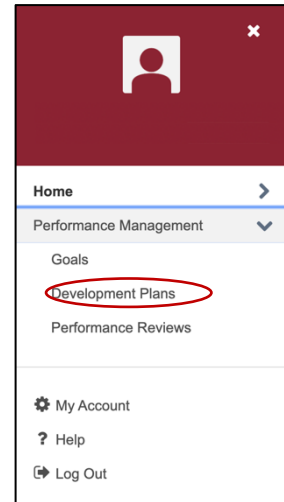 Home
Performance Management
Goals
Development Plans
Performance Reviews
My Account
? Help
Log Out